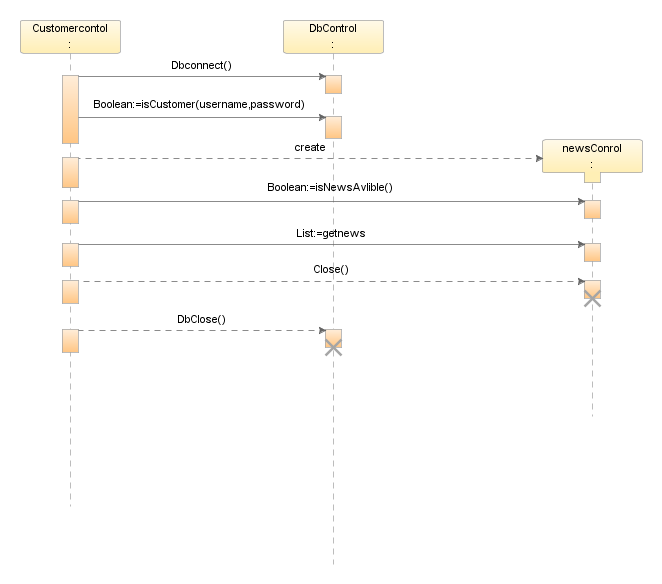 Customercontol
:
DbControl
:
Dbconnect()
Boolean:=isCustomer(username,password)
create
newsConrol
:
Boolean:=isNewsAvlible()
List:=getnews
Close()
DbClose()